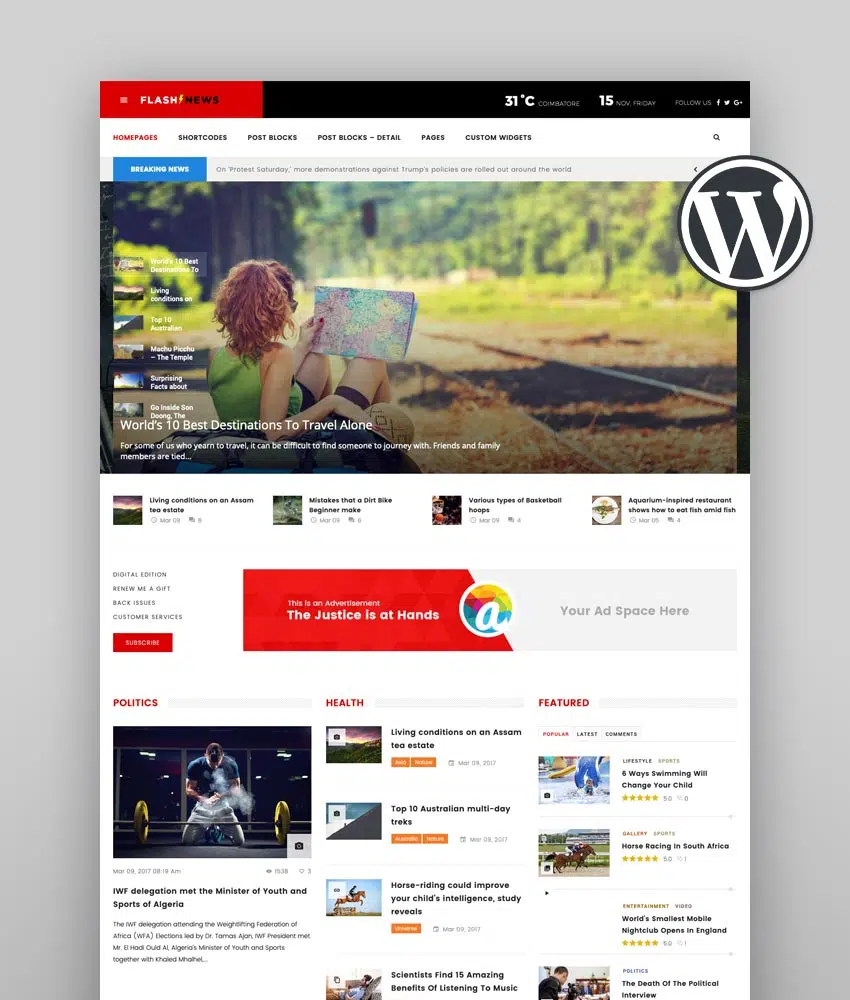 FLASH NEWS
31°C COIMBATORE
15 NOV, FRIDAY
FOLLOW US
HOMEPAGES SHORTCODES POST BLOCKS POST BLOCKS – DETAIL PAGES CUSTOM WIDGETS
BREAKING NEWS
On 'Protest Saturday,' more demonstrations against Trump's policies are rolled out around the world
World's 10 Best
Destinations To
Living
conditions on
Top 10
Australian
Machu Picchu
– The Temple
Surprising
Facts about
Go Inside Son
Doong, The
World's 10 Best Destinations To Travel Alone
For some of us who yearn to travel, it can be difficult to find someone to journey with. Friends and family
members are tied...
Living conditions on an Assam
tea estate
Mar 09 8
Mistakes that a Dirt Bike
Beginner make
Mar 09 6
Various types of Basketball
hoops
Mar 09 4
Aquarium-inspired restaurant
shows how to eat fish amid fish
Mar 05 4
DIGITAL EDITION
RENEW ME A GIFT
BACK ISSUES
CUSTOMER SERVICES
SUBSCRIBE
This is an Advertisement
The Justice is at Hands
Your Ad Space Here
POLITICS
Mar 09, 2017 08:19 Am 1538 3
IWF delegation met the Minister of Youth and
Sports of Algeria
The IWF delegation attending the Weightlifting Federation of
Africa (WFA) Elections led by Dr. Tamas Ajan, IWF President met
Mr. El Hadi Ould Al, Algeria's Minister of Youth and Sports
together with Khaled Mhalhel,...
HEALTH
Living conditions on an Assam
tea estate
Asia Nature Mar 09, 2017
Top 10 Australian multi-day
treks
Australia Nature Mar 09, 2017
Horse-riding could improve
your child's intelligence, study
reveals
Universe Mar 09, 2017
Scientists Find 15 Amazing
Benefits Of Listening To Music
FEATURED
POPULAR LATEST COMMENTS
LIFESTYLE SPORTS
6 Ways Swimming Will
Change Your Child
5.0 0
GALLERY SPORTS
Horse Racing In South Africa
5.0 1
ENTERTAINMENT VIDEO
World's Smallest Mobile
Nightclub Opens In England
5.0 1
POLITICS
The Death Of The Political
Interview